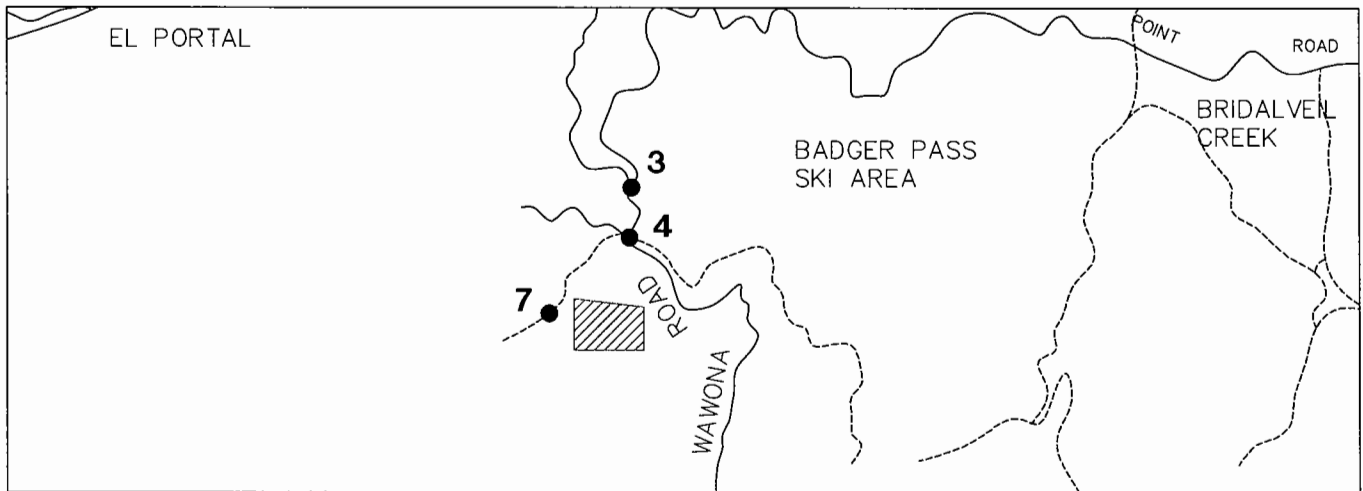 EL PORTAL
POINT
ROAD
BRIDALVEIL
CREEK
BADGER PASS
SKI AREA
3
4
7
ROAD
WAWONA